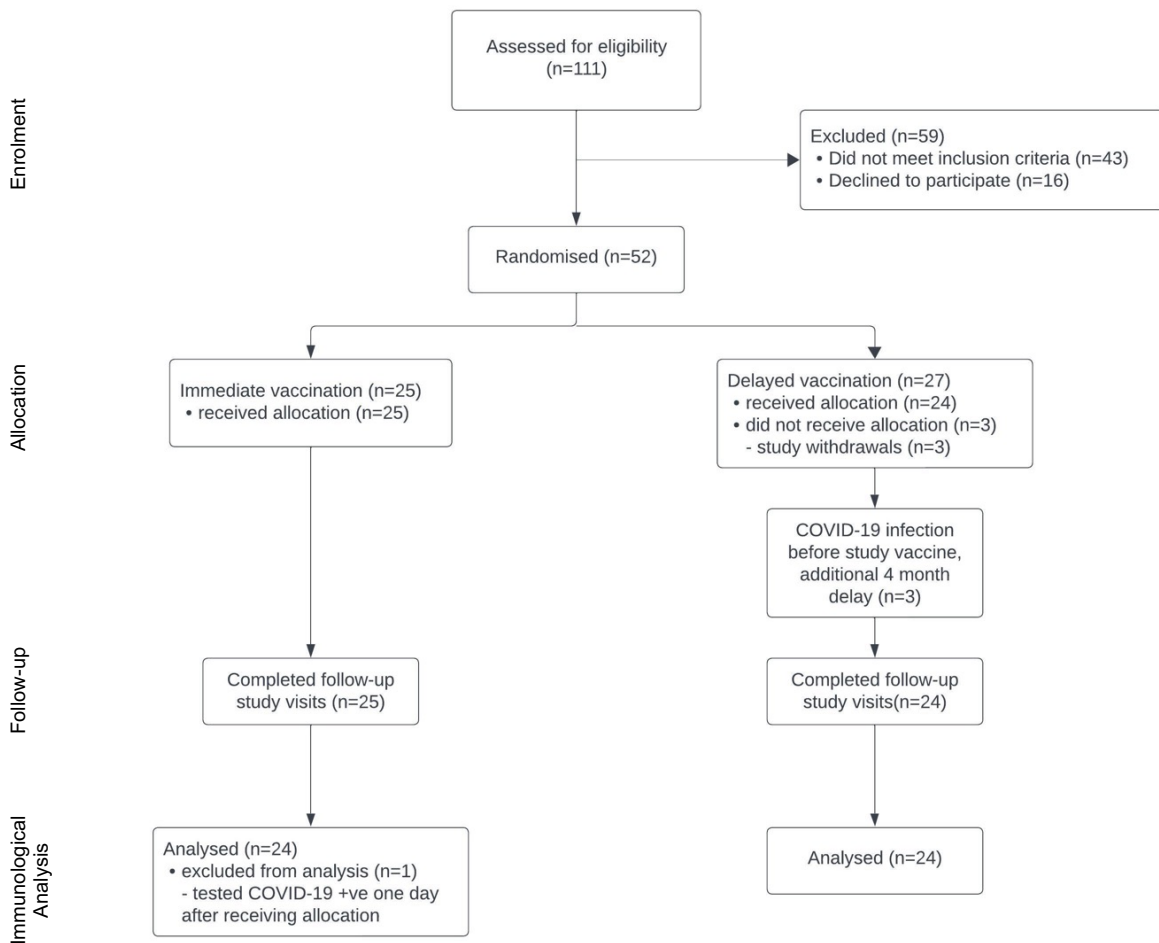 Enrolment
Assessed for eligibility
(n=111)
Excluded (n=59)
• Did not meet inclusion criteria (n=43)
• Declined to participate (n=16)
Randomised (n=52)
Allocation
Immediate vaccination (n=25)
• received allocation (n=25)
Delayed vaccination (n=27)
• received allocation (n=24)
• did not receive allocation (n=3)
- study withdrawals (n=3)
COVID-19 infection
before study vaccine,
additional 4 month
delay (n=3)
Follow-up
Completed follow-up
study visits (n=25)
Completed follow-up
study visits(n=24)
Immunological
Analysis
Analysed (n=24)
• excluded from analysis (n=1)
- tested COVID-19 +ve one day
after receiving allocation
Analysed (n=24)